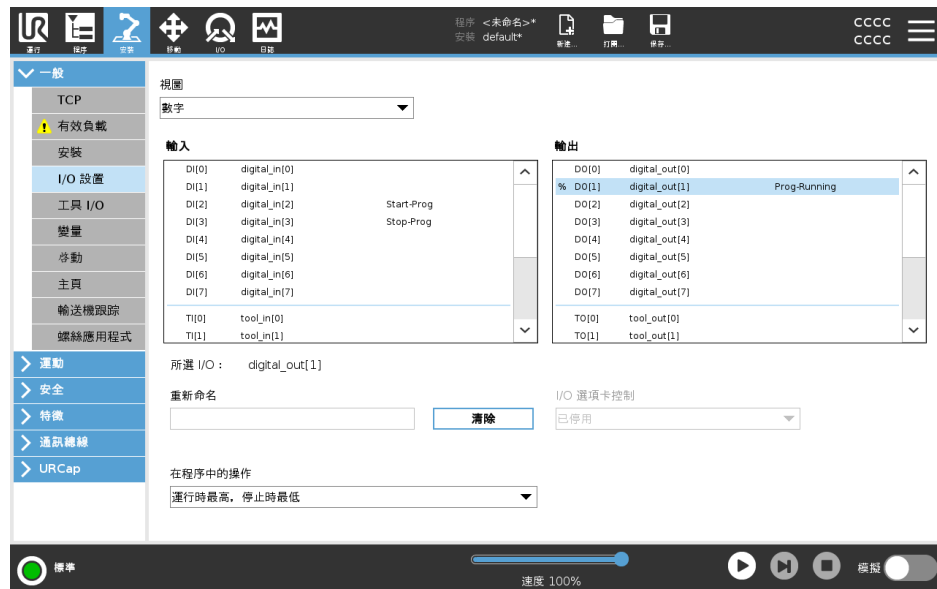 程序 <未命名>*
安裝 default*
cccc
cccc
運行
程序
安裝
移動
I/O
日誌
新建...
打開...
保存...
一般
TCP
有效負載
安裝
I/O 設置
工具 I/O
變量
啓動
主頁
輸送機跟踪
螺絲應用程式
運動
安全
特徵
通訊總線
URCap
視圖
數字
輸入
DI[0] digital_in[0]
DI[1] digital_in[1]
DI[2] digital_in[2] Start-Prog
DI[3] digital_in[3] Stop-Prog
DI[4] digital_in[4]
DI[5] digital_in[5]
DI[6] digital_in[6]
DI[7] digital_in[7]
TI[0] tool_in[0]
TI[1] tool_in[1]
輸出
DO[0] digital_out[0]
% DO[1] digital_out[1] Prog-Running
DO[2] digital_out[2]
DO[3] digital_out[3]
DO[4] digital_out[4]
DO[5] digital_out[5]
DO[6] digital_out[6]
DO[7] digital_out[7]
TO[0] tool_out[0]
TO[1] tool_out[1]
所選 I/O : digital_out[1]
重新命名
清除
I/O 選項卡控制
已停用
在程序中的操作
運行時最高, 停止時最低
標準
速度 100%
模擬